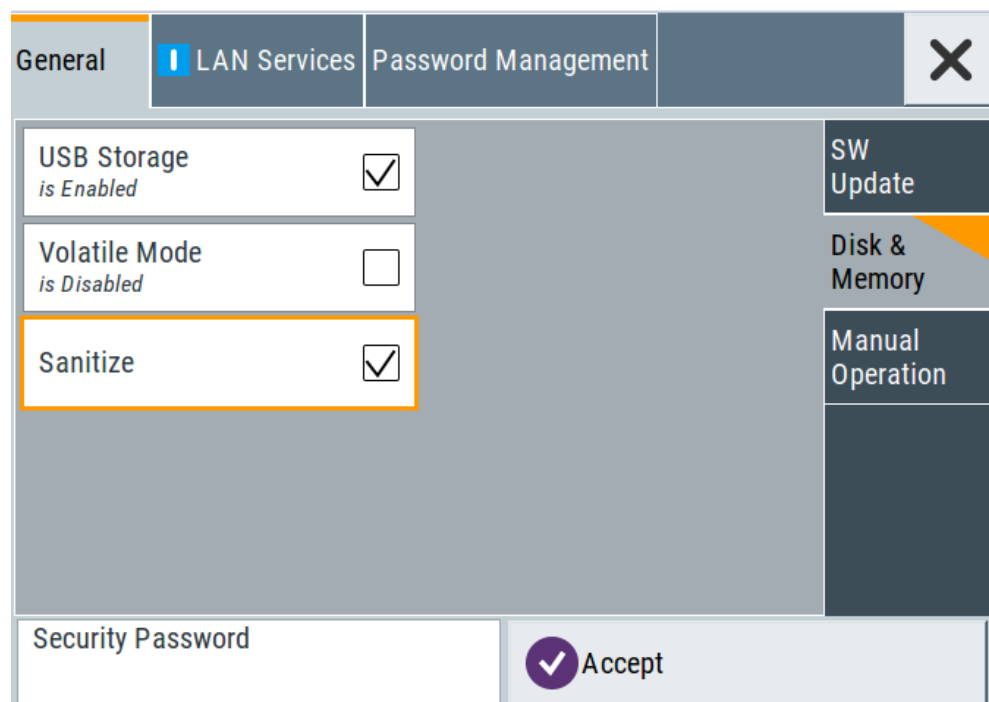 General
LAN Services
Password Management
USB Storage
is Enabled
Volatile Mode
is Disabled
Sanitize
SW
Update
Disk &
Memory
Manual
Operation
Security Password
Accept